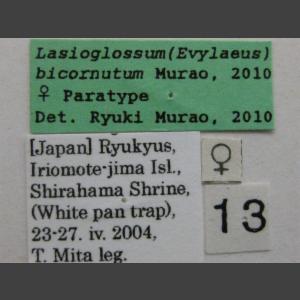 Lasioglossum(Evylaeus)
bicornutum Murao, 2010
♀ Paratype
Det. Ryuki Murao, 2010
[Japan] Ryukyus,
Iriomote-jima Isl.,
Shirahama Shrine,
(White pan trap),
23-27. iv. 2004,
T. Mita leg.
♀
13